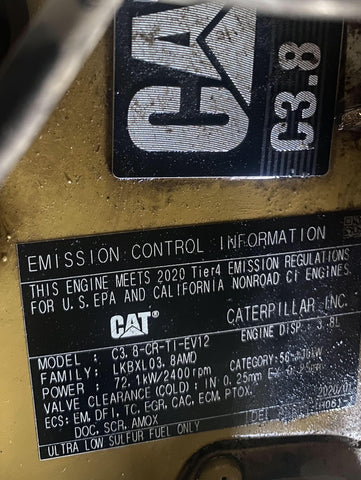 CAT
C3.8
EMISSION CONTROL INFORMATION
THIS ENGINE MEETS 2020 Tier4 EMISSION REGULATIONS
FOR U.S. EPA AND CALIFORNIA NONROAD CI ENGINES
CAT CATERPILLAR INC.
MODEL : C3.8-CR-TI-EV12 ENGINE DISP : 3.8L
FAMILY: LKBXL03.8AMD
POWER : 72.1kW/2400rpm CATEGORY:56-
VALVE CLEARANCE (COLD): IN 0.25mm
ECS: EM, DFI, TC, EGR, CAC, ECM, PTOX,
DOC, SCR, AMOX
ULTRA LOW SULFUR FUEL ONLY